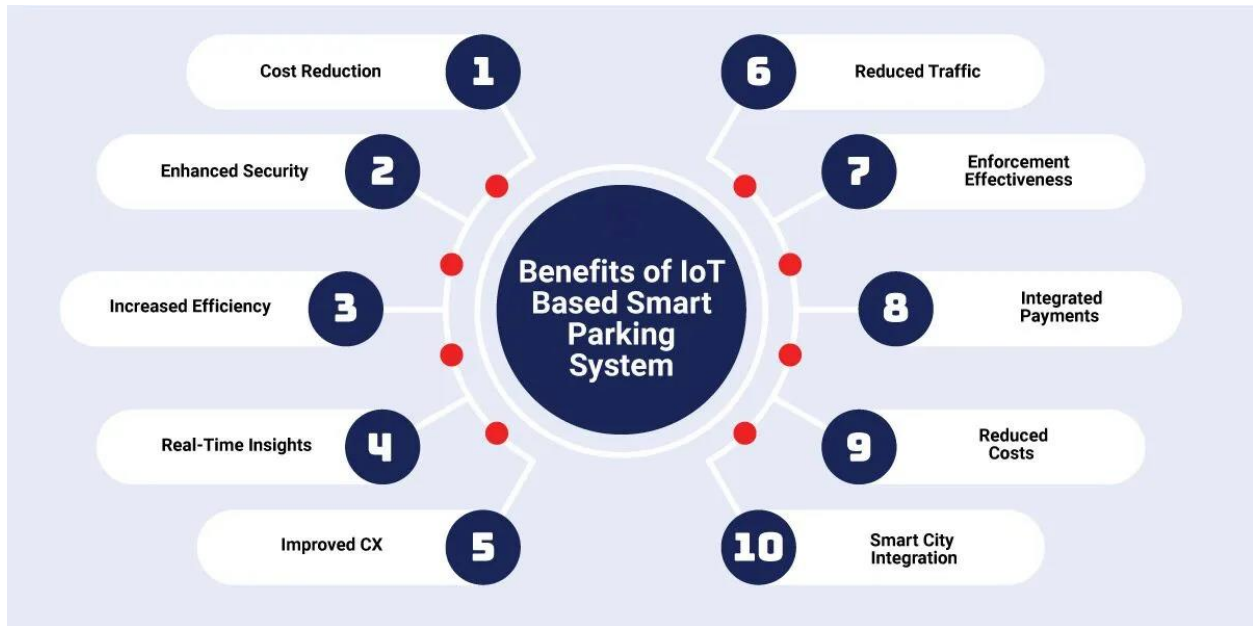 Benefits of IoT
Based Smart
Parking
System
1
Cost Reduction
2
Enhanced Security
3
Increased Efficiency
4
Real-Time Insights
5
Improved CX
6
Reduced Traffic
7
Enforcement
Effectiveness
8
Integrated
Payments
9
Reduced
Costs
10
Smart City
Integration